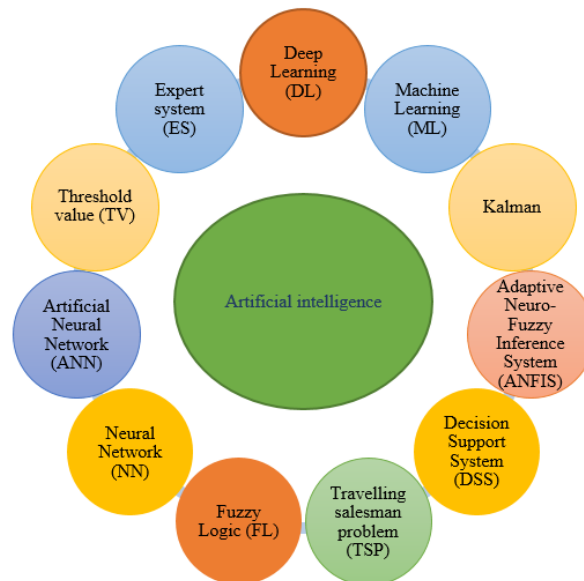 Deep
Learning
(DL)
Machine
Learning
(ML)
Kalman
Adaptive
Neuro-
Fuzzy
Inference
System
(ANFIS)
Decision
Support
System
(DSS)
Travelling
salesman
problem
(TSP)
Fuzzy
Logic (FL)
Neural
Network
(NN)
Artificial
Neural
Network
(ANN)
Threshold
value (TV)
Expert
system
(ES)
Artificial intelligence